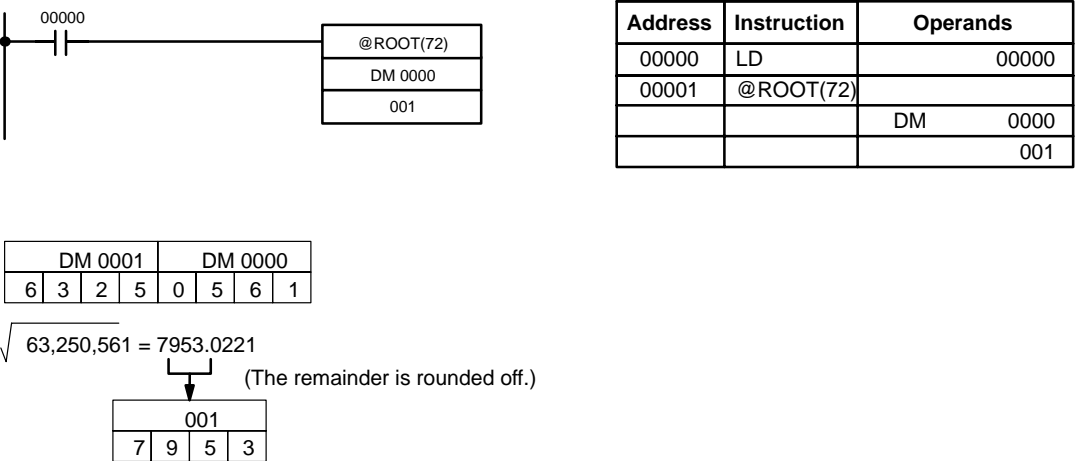 00000
@ROOT(72)
DM 0000
001
Address Instruction Operands
00000 LD 00000
00001 @ROOT(72)
DM 0000
001
DM 0001 DM 0000
6 3 2 5 0 5 6 1
√63,250,561 = 7953.0221
(The remainder is rounded off.)
001
7 9 5 3